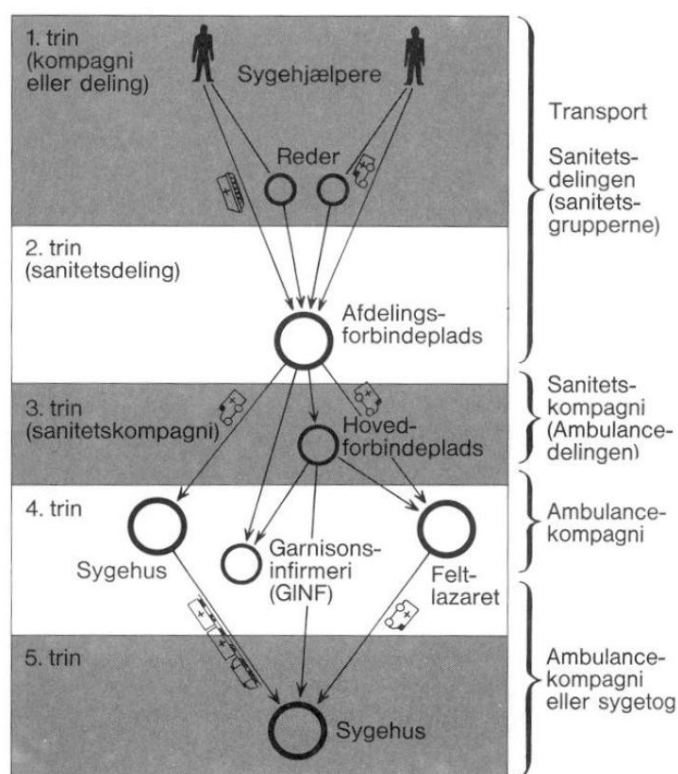 1. trin
(kompagni
eller deling)
Sygehjælpere
Reder
2. trin
(sanitetsdeling)
Afdelings-
forbindeplads
3. trin
(sanitetskompagni)
Hoved-
forbindeplads
4. trin
Sygehus
Garnisons-
infirmeri
(GINF)
Felt-
lazaret
5. trin
Sygehus
Transport
Sanitets-
delingen
(sanitets-
grupperne)
Sanitets-
kompagni
(Ambulance-
delingen)
Ambulance-
kompagni
Ambulance-
kompagni
eller sygetog